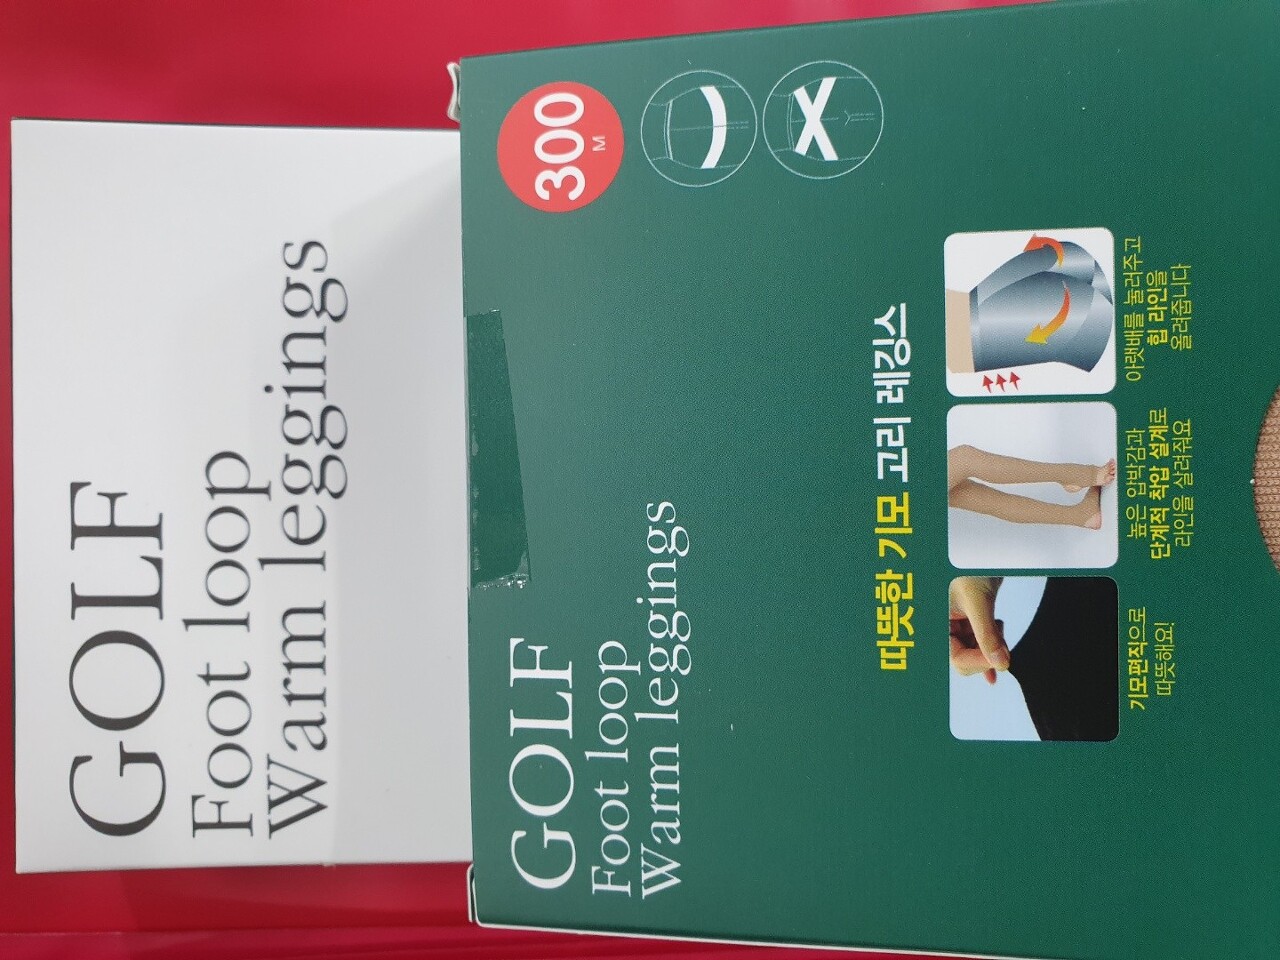 GOLF
Foot loop
Warm leggings
GOLF
Foot loop
Warm leggings
300
M
따뜻한 기모 고리 레깅스
기모편직으로
따뜻해요!
높은 압박감과
단계적 착압 설계로
라인을 살려줘요
아랫배를 눌러주고
힙 라인을
올려줍니다